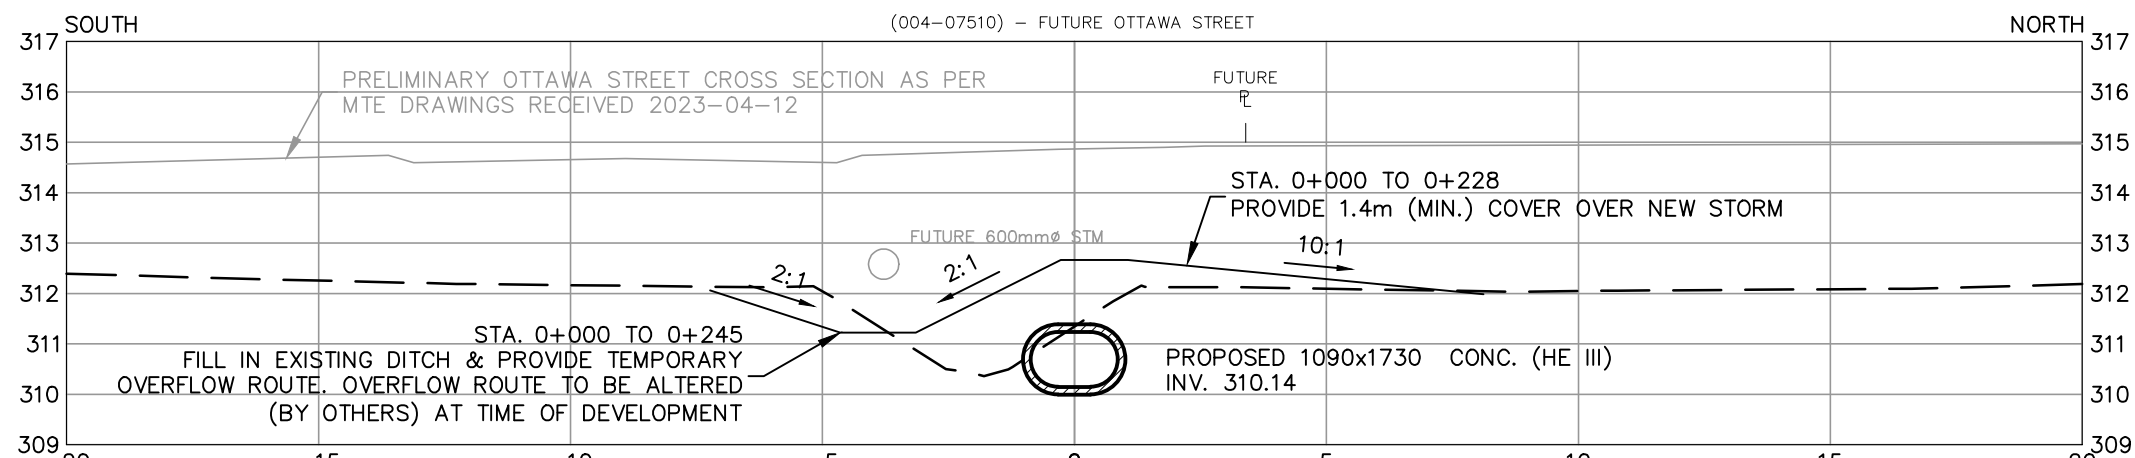 SOUTH
(004-07510) - FUTURE OTTAWA STREET
NORTH
317
317
PRELIMINARY OTTAWA STREET CROSS SECTION AS PER
MTE DRAWINGS RECEIVED 2023-04-12
FUTURE
PL
316
316
315
315
STA. 0+000 TO 0+228
PROVIDE 1.4m (MIN.) COVER OVER NEW STORM
314
314
FUTURE 600mmø STM
313
313
2:1
2:1
10:1
312
312
STA. 0+000 TO 0+245
FILL IN EXISTING DITCH & PROVIDE TEMPORARY
OVERFLOW ROUTE. OVERFLOW ROUTE TO BE ALTERED
(BY OTHERS) AT TIME OF DEVELOPMENT
311
311
PROPOSED 1090x1730 CONC. (HE III)
INV. 310.14
310
310
309
309